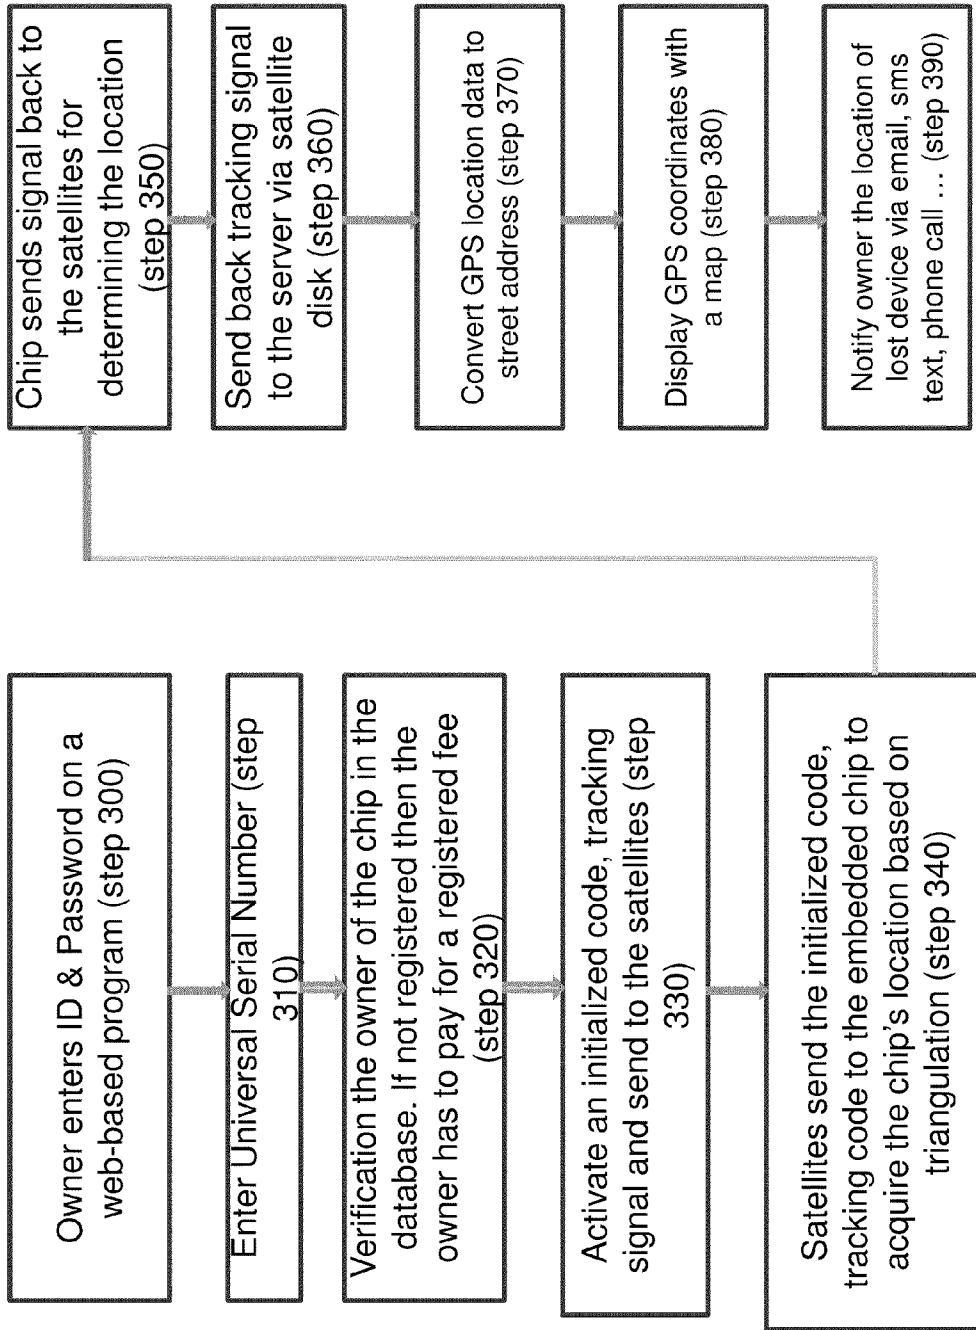 Owner enters ID & Password on a
web-based program (step 300)
Enter Universal Serial Number (step
310)
Verification the owner of the chip in the
database. If not registered then the
owner has to pay for a registered fee
(step 320)
Activate an initialized code, tracking
signal and send to the satellites (step
330)
Satellites send the initialized code,
tracking code to the embedded chip to
acquire the chip's location based on
triangulation (step 340)
Chip sends signal back to
the satellites for
determining the location
(step 350)
Send back tracking signal
to the server via satellite
disk (step 360)
Convert GPS location data to
street address (step 370)
Display GPS coordinates with
a map (step 380)
Notify owner the location of
lost device via email, sms
text, phone call ... (step 390)